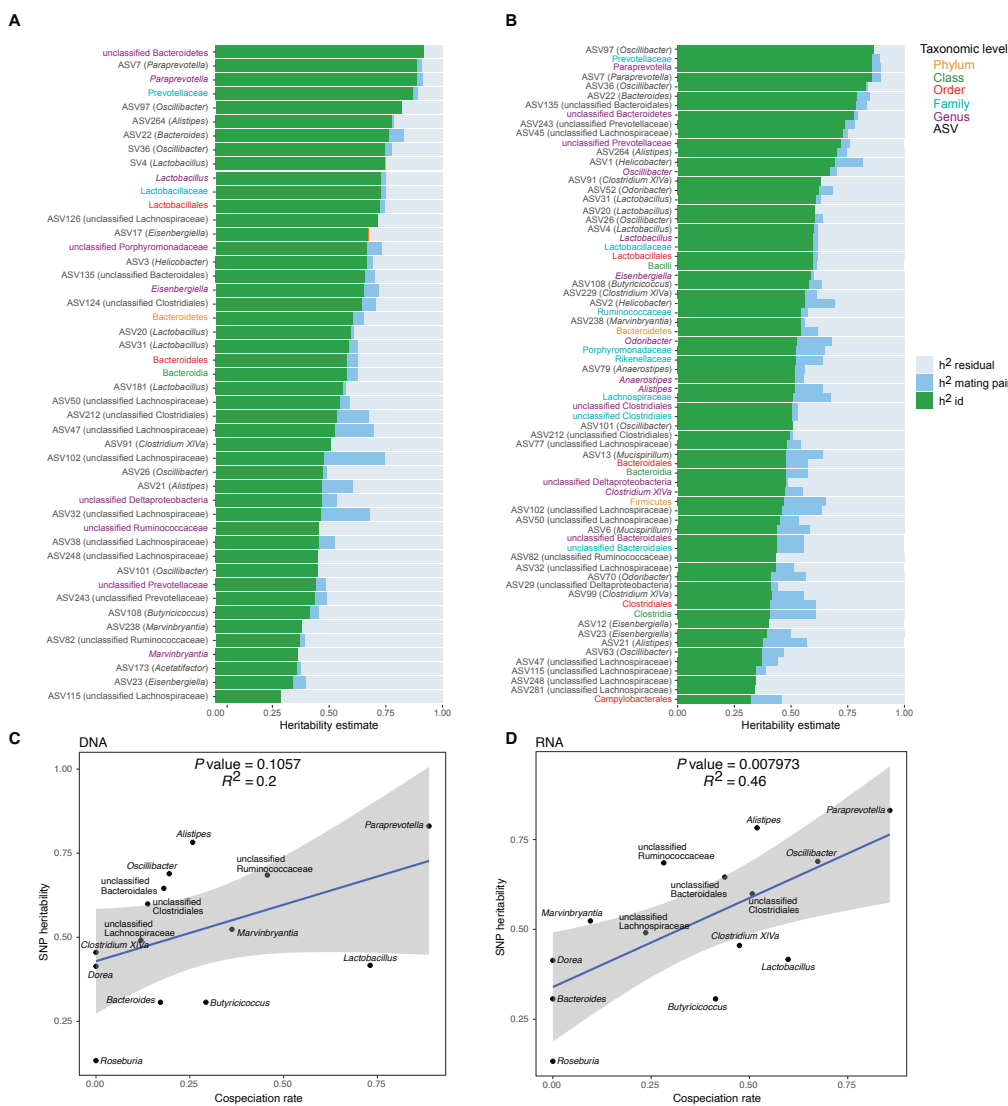 A
unclassified Bacteroidetes
ASV7 (Paraprevotella)
Paraprevotella
Prevotellaceae
ASV97 (Oscillibacter)
ASV264 (Alistipes)
ASV22 (Bacteroides)
SV36 (Oscillibacter)
SV4 (Lactobacillus)
Lactobacillus
Lactobacillaceae
Lactobacillales
ASV126 (unclassified Lachnospiraceae)
ASV17 (Eisenbergiella)
unclassified Porphyromonadaceae
ASV3 (Helicobacter)
ASV135 (unclassified Bacteroidales)
Eisenbergiella
ASV124 (unclassified Clostridiales)
Bacteroidetes
ASV20 (Lactobacillus)
ASV31 (Lactobacillus)
Bacteroidales
Bacteroidia
ASV181 (Lactobacillus)
ASV50 (unclassified Lachnospiraceae)
ASV212 (unclassified Clostridiales)
ASV47 (unclassified Lachnospiraceae)
ASV91 (Clostridium XIVa)
ASV102 (unclassified Lachnospiraceae)
ASV26 (Oscillibacter)
ASV21 (Alistipes)
unclassified Deltaproteobacteria
ASV32 (unclassified Lachnospiraceae)
unclassified Ruminococcaceae
ASV38 (unclassified Lachnospiraceae)
ASV248 (unclassified Lachnospiraceae)
ASV101 (Oscillibacter)
unclassified Prevotellaceae
ASV243 (unclassified Prevotellaceae)
ASV108 (Butyricicoccus)
ASV238 (Marvinbryantia)
ASV82 (unclassified Ruminococcaceae)
Marvinbryantia
ASV173 (Acetatifactor)
ASV23 (Eisenbergiella)
ASV115 (unclassified Lachnospiraceae)
0.00 0.25 0.50 0.75 1.00
Heritability estimate
B
ASV97 (Oscillibacter)
Prevotellaceae
Paraprevotella
ASV7 (Paraprevotella)
ASV36 (Oscillibacter)
ASV22 (Bacteroides)
ASV135 (unclassified Bacteroidales)
unclassified Bacteroidetes
ASV243 (unclassified Prevotellaceae)
ASV45 (unclassified Lachnospiraceae)
unclassified Prevotellaceae
ASV264 (Alistipes)
ASV1 (Helicobacter)
Oscillibacter
ASV91 (Clostridium XIVa)
ASV52 (Odoribacter)
ASV31 (Lactobacillus)
ASV20 (Lactobacillus)
ASV26 (Oscillibacter)
ASV4 (Lactobacillus)
Lactobacillus
Lactobacillaceae
Lactobacillales
Bacilli
Eisenbergiella
ASV108 (Butyricicoccus)
ASV229 (Clostridium XIVa)
ASV2 (Helicobacter)
Ruminococcaceae
ASV238 (Marvinbryantia)
Bacteroidetes
Odoribacter
Porphyromonadaceae
Rikenellaceae
ASV79 (Anaerostipes)
Anaerostipes
Alistipes
Lachnospiraceae
unclassified Clostridiales
unclassified Clostridiales
ASV101 (Oscillibacter)
ASV212 (unclassified Clostridiales)
ASV77 (unclassified Lachnospiraceae)
ASV13 (Mucispirillum)
Bacteroidales
Bacteroidia
unclassified Deltaproteobacteria
Clostridium XIVa
Firmicutes
ASV102 (unclassified Lachnospiraceae)
ASV50 (unclassified Lachnospiraceae)
ASV6 (Mucispirillum)
unclassified Bacteroidales
unclassified Bacteroidales
ASV82 (unclassified Ruminococcaceae)
ASV32 (unclassified Lachnospiraceae)
ASV70 (Odoribacter)
ASV29 (unclassified Deltaproteobacteria)
ASV99 (Clostridium XIVa)
Clostridiales
Clostridia
ASV12 (Eisenbergiella)
ASV23 (Eisenbergiella)
ASV21 (Alistipes)
ASV63 (Oscillibacter)
ASV47 (unclassified Lachnospiraceae)
ASV115 (unclassified Lachnospiraceae)
ASV248 (unclassified Lachnospiraceae)
ASV281 (unclassified Lachnospiraceae)
Campylobacterales
0.00 0.25 0.50 0.75 1.00
Heritability estimate
Taxonomic level
Phylum
Class
Order
Family
Genus
ASV
h2 residual
h2 mating pair
h2 id
C
DNA
P value = 0.1057
R2 = 0.2
SNP heritability
1.00
0.75
0.50
0.25
Paraprevotella
Alistipes
Oscillibacter
unclassified
Ruminococcaceae
unclassified
Bacteroidales
unclassified
Clostridiales
unclassified
Lachnospiraceae
Marvinbryantia
Clostridium XIVa
Dorea
Lactobacillus
Bacteroides
Butyricicoccus
Roseburia
0.00 0.25 0.50 0.75
Cospeciation rate
D
RNA
P value = 0.007973
R2 = 0.46
SNP heritability
0.75
0.50
0.25
Paraprevotella
Alistipes
unclassified
Ruminococcaceae
Oscillibacter
unclassified
Bacteroidales
unclassified
Clostridiales
Marvinbryantia
unclassified
Lachnospiraceae
Clostridium XIVa
Dorea
Lactobacillus
Bacteroides
Butyricicoccus
Roseburia
0.00 0.25 0.50 0.75
Cospeciation rate